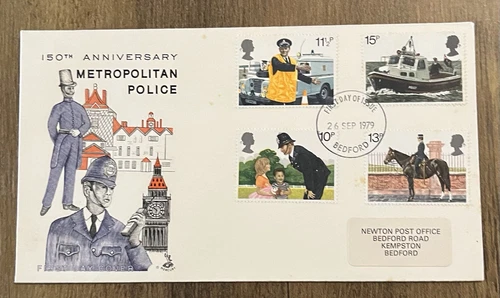 150TH ANNIVERSARY
METROPOLITAN
POLICE
11½p
15p
10p
13p
FIRST DAY OF ISSUE
26 SEP 1979
BEDFORD
NEWTON POST OFFICE
BEDFORD ROAD
KEMPSTON
BEDFORD